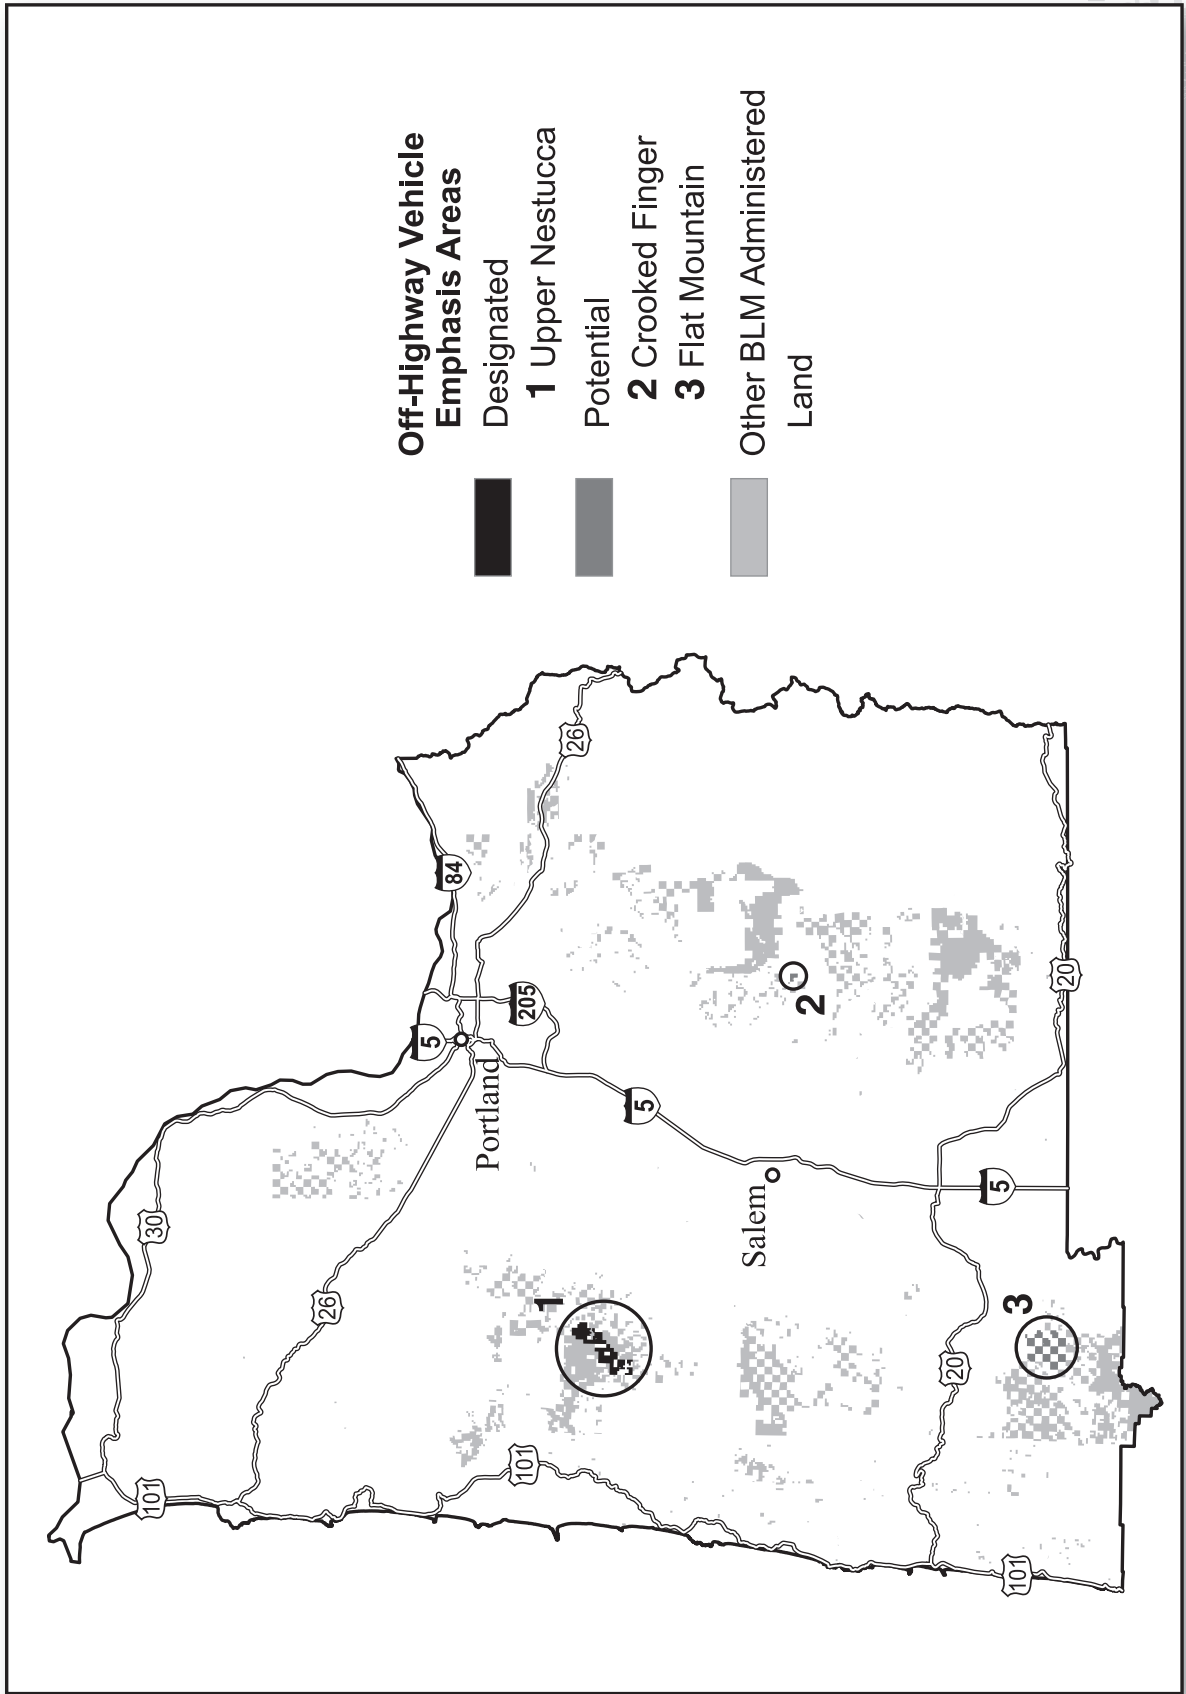 Off-Highway Vehicle
Emphasis Areas
Designated
1 Upper Nestucca
Potential
2 Crooked Finger
3 Flat Mountain
Other BLM Administered
Land
30
26
101
5
84
26
205
Portland
5
1
101
Salem
2
20
5
20
3
101